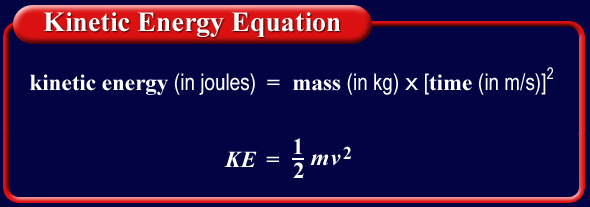 Kinetic Energy Equation
kinetic energy (in joules) = mass (in kg) x [time (in m/s)]²
KE = ½ mv²